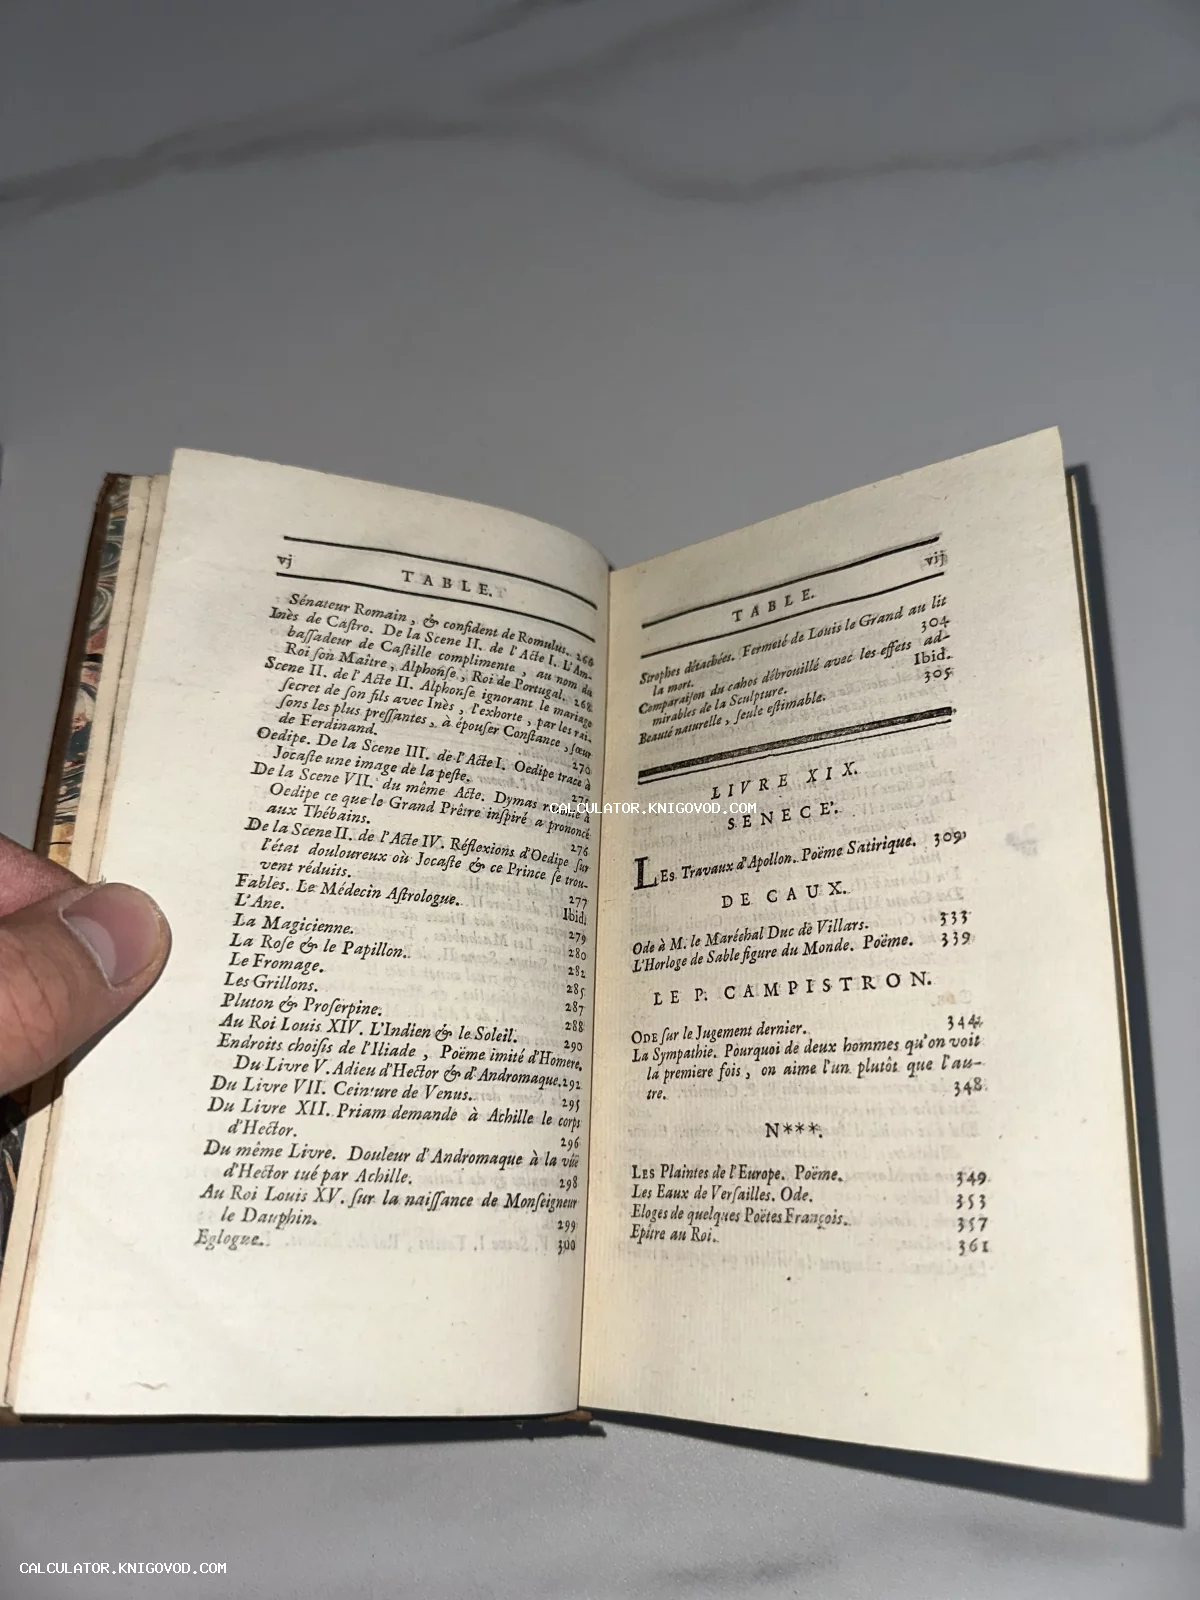 vj
TABLE.
Sénateur Romain, & confident de Romulus. 266
Inès de Caſtro. De la Scene II. de l'Acte I. L'Am-
baſſadeur de Caſtille complimente, au nom du
Roi ſon Maître, Alphonſe, Roi de Portugal. 268
Scene II. de l'Acte II. Alphonſe ignorant le mariage
ſecret de ſon fils avec Inès, l'exhorte, par les rai-
ſons les plus preſſantes, à épouſer Conſtance, ſœur
de Ferdinand. 270
Oedipe. De la Scene III. de l'Acte I. Oedipe trace à
Jocaſte une image de la peſte.
De la Scene VII. du même Acte. Dymas à
Oedipe ce que le Grand Prêtre inſpiré a prononcé
aux Thébains. 276
De la Scene II. de l'Acte IV. Réflexions d'Oedipe ſur
l'état douloureux où Jocaſte & ce Prince ſe trou-
vent réduits. 277
Fables. Le Médecin Aſtrologue. Ibid.
L'Ane. 279
La Magicienne. 280
La Roſe & le Papillon. 282
Le Fromage. 285
Les Grillons. 287
Pluton & Proſerpine. 288
Au Roi Louis XIV. L'Indien & le Soleil. 290
Endroits choiſis de l'Iliade, Poëme imité d'Homere.
Du Livre V. Adieu d'Hector & d'Andromaque. 292
Du Livre VII. Ceinture de Venus. 295
Du Livre XII. Priam demande à Achille le corps
d'Hector. 296
Du même Livre. Douleur d'Andromaque à la vûë
d'Hector tué par Achille. 298
Au Roi Louis XV. ſur la naiſſance de Monſeigneur
le Dauphin. 299
Eglogue. 300
TABLE. vij
Strophes détachées. Fermeté de Louis le Grand au lit
la mort. 304
Comparaiſon du cahos débrouillé avec les effets ad-
mirables de la Sculpture. Ibid.
Beauté naturelle, ſeule eſtimable. 305
LIVRE XIX.
SENECE'.
LEs Travaux d'Apollon. Poëme Satirique. 309
DE CAUX.
Ode à M. le Maréchal Duc de Villars. 333
L'Horloge de Sable figure du Monde. Poëme. 339
LE P. CAMPISTRON.
ODE ſur le Jugement dernier. 344
La Sympathie. Pourquoi de deux hommes qu'on voit
la premiere fois, on aime l'un plutôt que l'au-
tre. 348
N***.
LES Plaintes de l'Europe. Poëme. 349
Les Eaux de Verſailles. Ode. 353
Eloges de quelques Poëtes François. 357
Epitre au Roi. 361
CALCULATOR.KNIGOVOD.COM
CALCULATOR.KNIGOVOD.COM